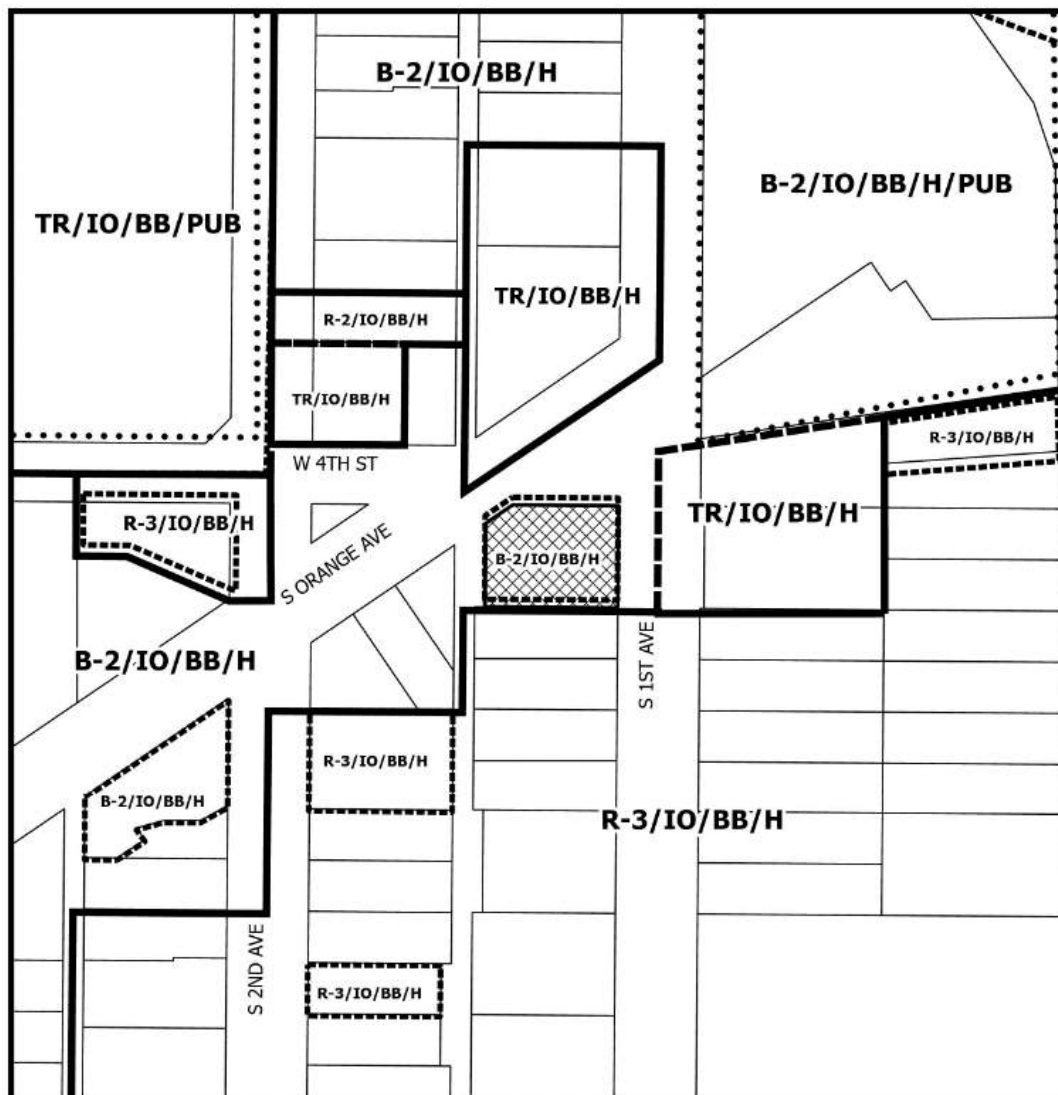 B-2/IO/BB/H
B-2/IO/BB/H/PUB
TR/IO/BB/PUB
TR/IO/BB/H
R-2/IO/BB/H
TR/IO/BB/H
R-3/IO/BB/H
W 4TH ST
TR/IO/BB/H
R-3/IO/BB/H
B-2/IO/BB/H
S ORANGE AVE
B-2/IO/BB/H
S 1ST AVE
R-3/IO/BB/H
B-2/IO/BB/H
R-3/IO/BB/H
S 2ND AVE
R-3/IO/BB/H